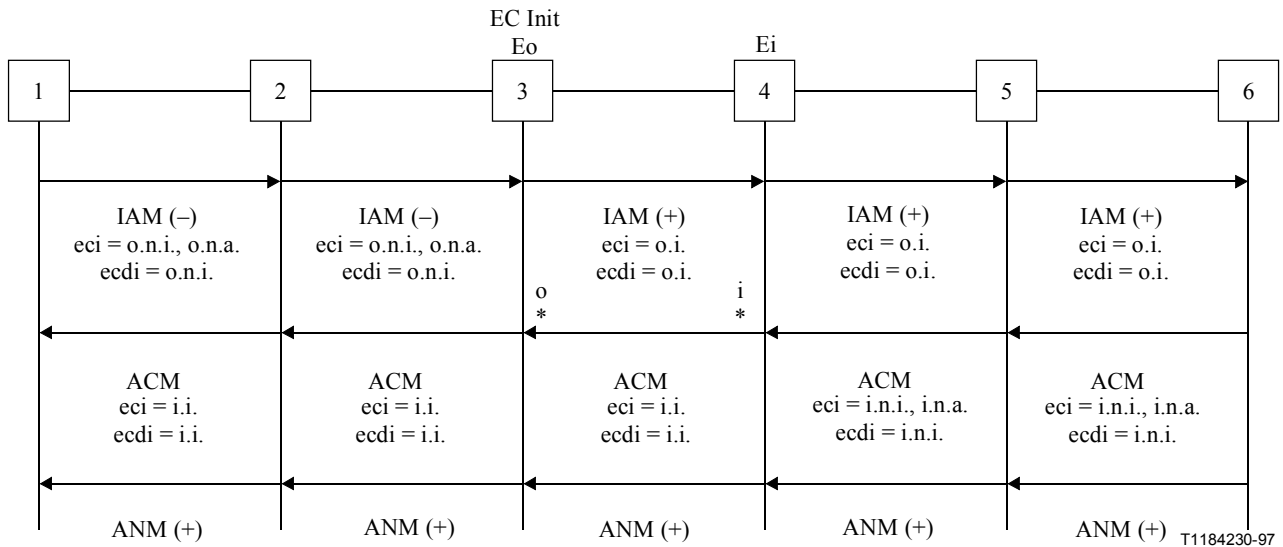 EC Init
Eo
Ei
1
2
3
4
5
6
IAM (–)
eci = o.n.i., o.n.a.
ecdi = o.n.i.
IAM (–)
eci = o.n.i., o.n.a.
ecdi = o.n.i.
IAM (+)
eci = o.i.
ecdi = o.i.
IAM (+)
eci = o.i.
ecdi = o.i.
IAM (+)
eci = o.i.
ecdi = o.i.
o
*
i
*
ACM
eci = i.i.
ecdi = i.i.
ACM
eci = i.i.
ecdi = i.i.
ACM
eci = i.i.
ecdi = i.i.
ACM
eci = i.n.i., i.n.a.
ecdi = i.n.i.
ACM
eci = i.n.i., i.n.a.
ecdi = i.n.i.
ANM (+)
ANM (+)
ANM (+)
ANM (+)
ANM (+)
T1184230-97